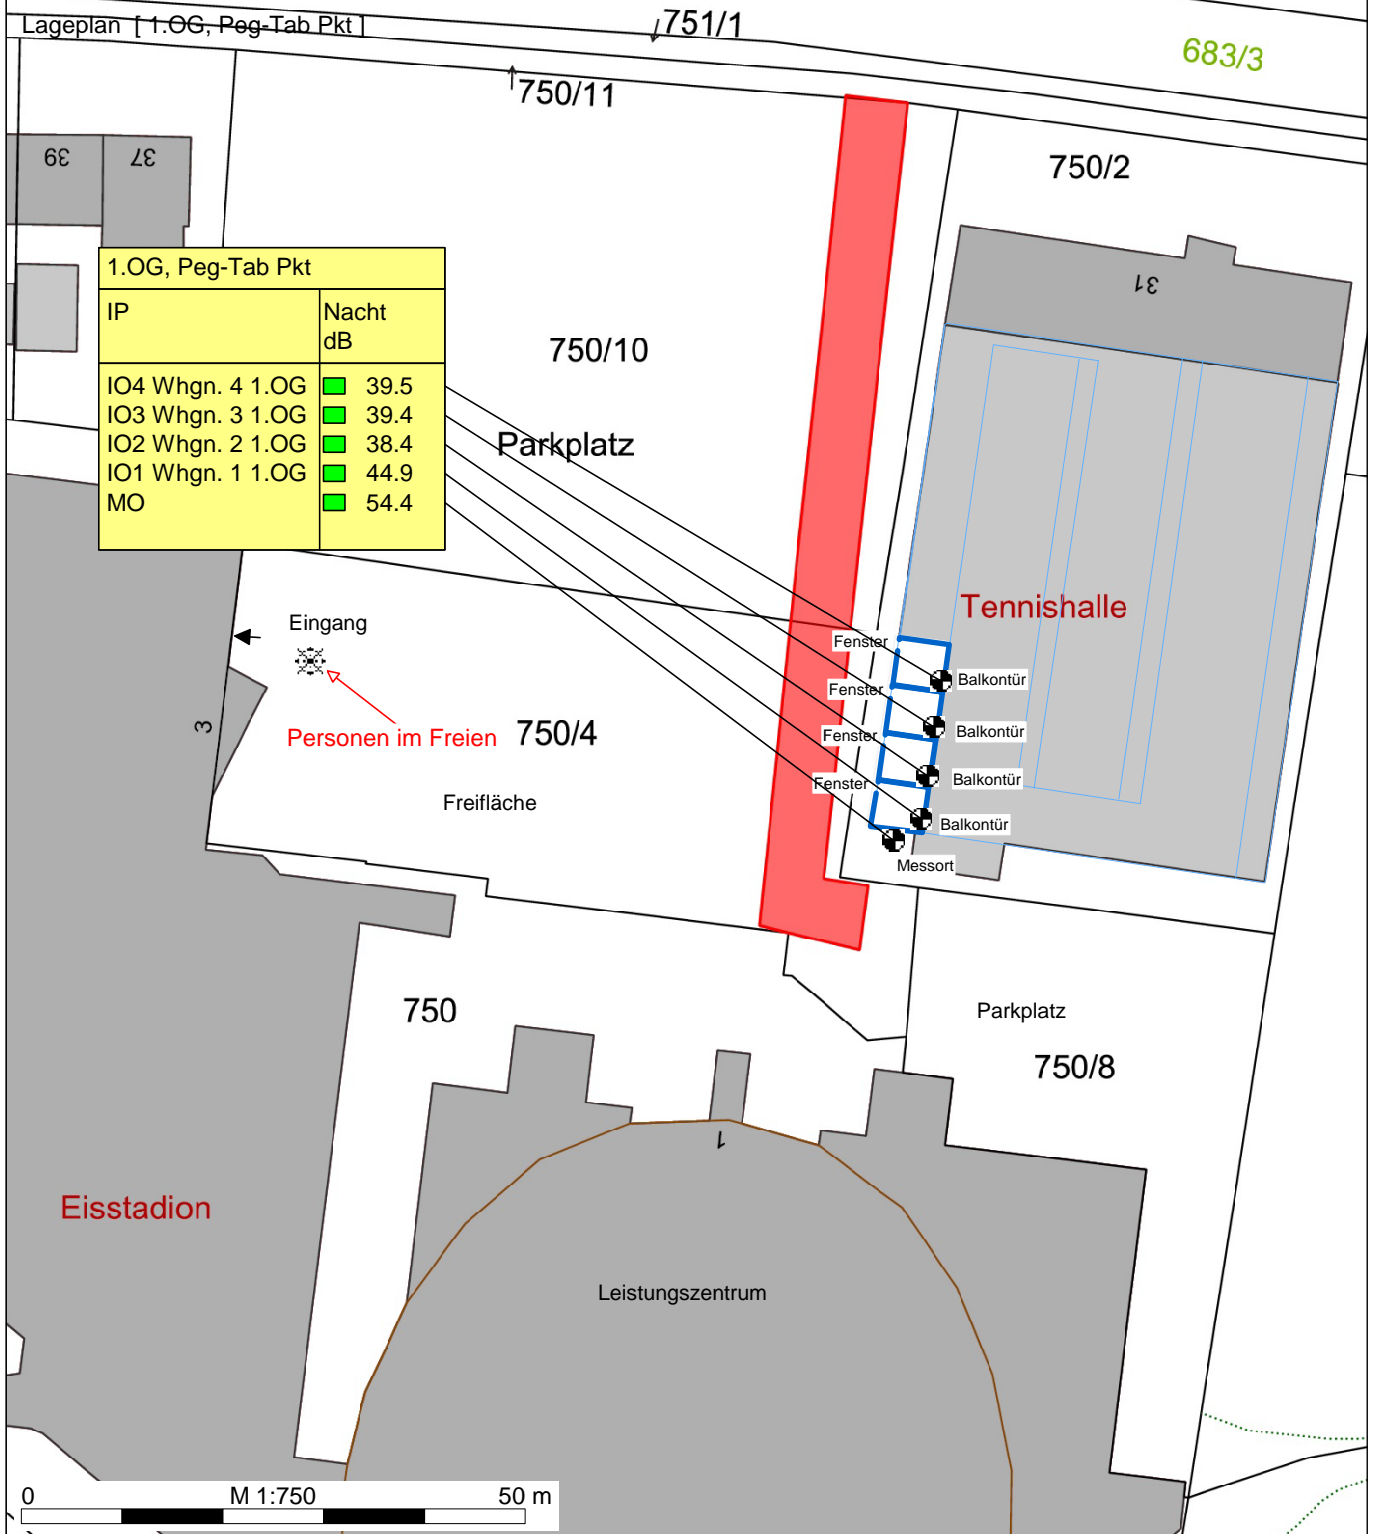 Lageplan [ 1.OG, Peg-Tab Pkt ]
751/1
683/3
750/11
750/2
39
37
31
1.OG, Peg-Tab Pkt
IP Nacht
dB
IO4 Whgn. 4 1.OG 39.5
IO3 Whgn. 3 1.OG 39.4
IO2 Whgn. 2 1.OG 38.4
IO1 Whgn. 1 1.OG 44.9
MO 54.4
750/10
Parkplatz
Tennishalle
Eingang
Fenster
Balkontür
Fenster
Balkontür
Fenster
Balkontür
Fenster
Balkontür
Messort
3
Personen im Freien
750/4
Freifläche
750
Parkplatz
750/8
1
Eisstadion
Leistungszentrum
0 M 1:750 50 m